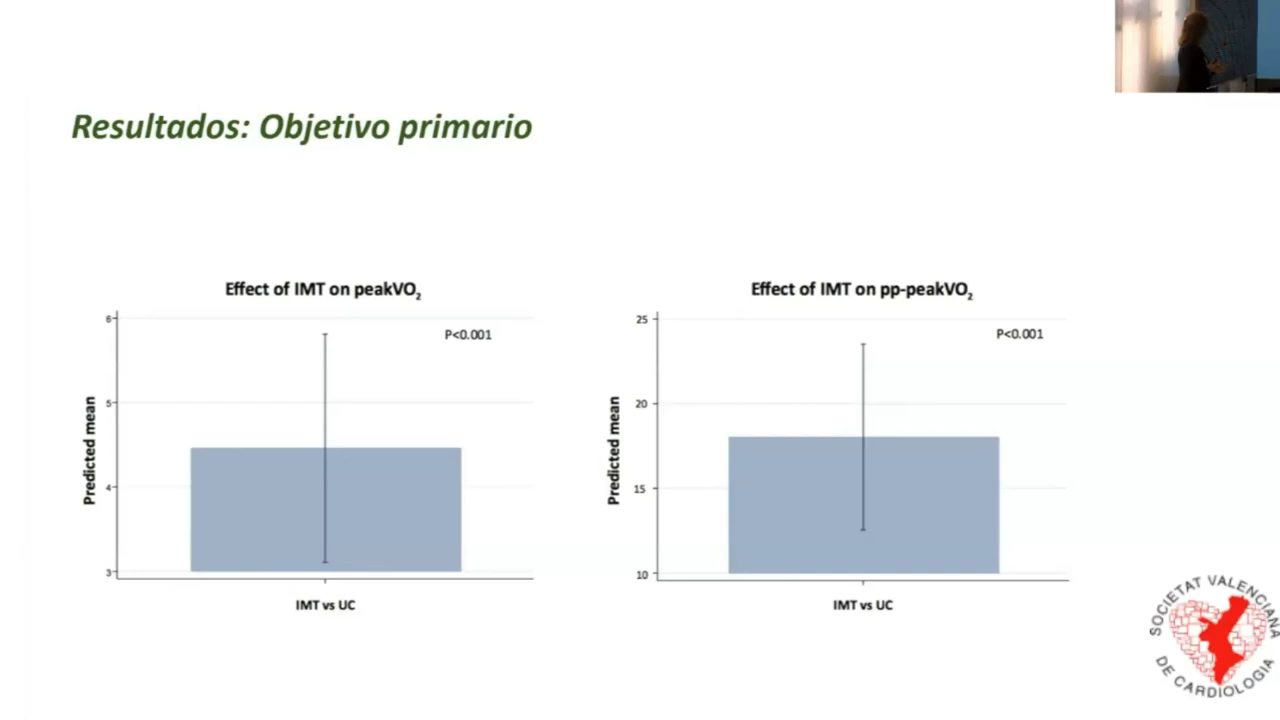 Resultados: Objetivo primario
Effect of IMT on peakVO₂
P<0.001
6
5
4
3
Predicted mean
IMT vs UC
Effect of IMT on pp-peakVO₂
P<0.001
25
20
15
10
Predicted mean
IMT vs UC
SOCIETAT VALENCIANA
DE CARDIOLOGIA